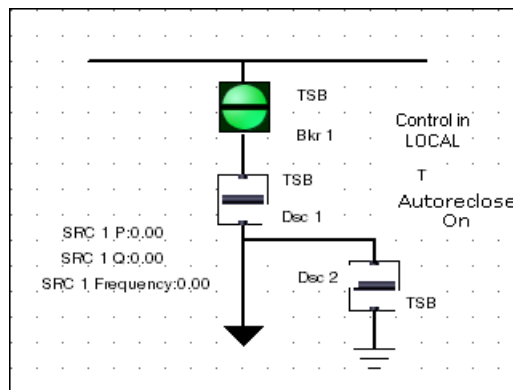 TSB
Bkr 1
Control in
LOCAL
T
TSB
Autoreclose
On
Dsc 1
SRC 1 P:0.00
SRC 1 Q:0.00
SRC 1 Frequency:0.00
Dsc 2
TSB